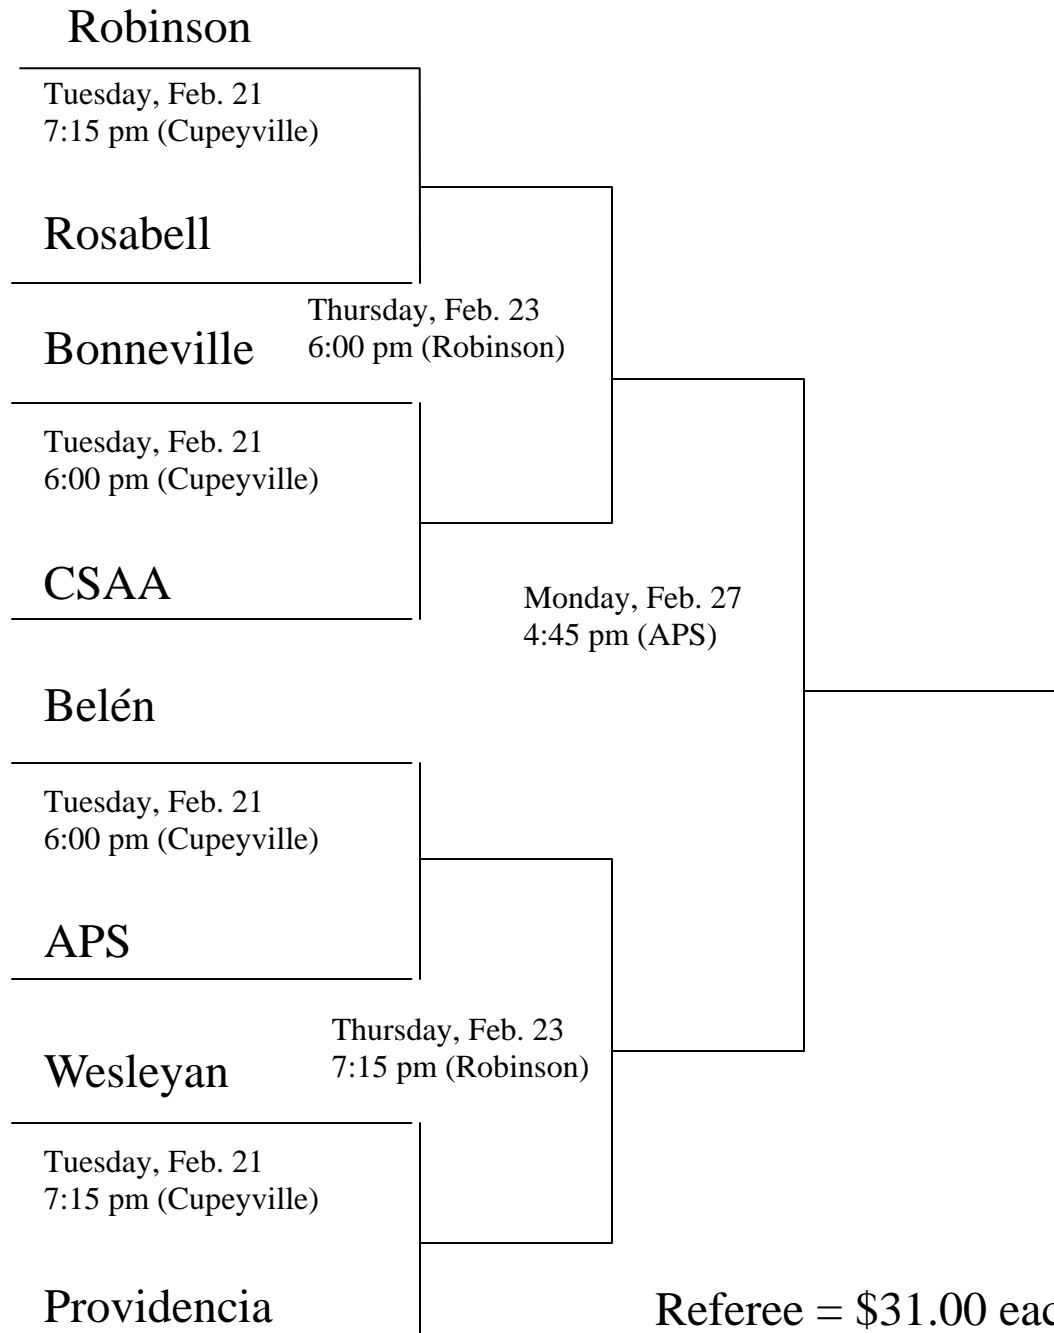 Robinson
Tuesday, Feb. 21
7:15 pm (Cupeyville)
Rosabell
Thursday, Feb. 23
6:00 pm (Robinson)
Bonneville
Tuesday, Feb. 21
6:00 pm (Cupeyville)
CSAA
Monday, Feb. 27
4:45 pm (APS)
Belén
Tuesday, Feb. 21
6:00 pm (Cupeyville)
APS
Thursday, Feb. 23
7:15 pm (Robinson)
Wesleyan
Tuesday, Feb. 21
7:15 pm (Cupeyville)
Providencia
Referee = $31.00